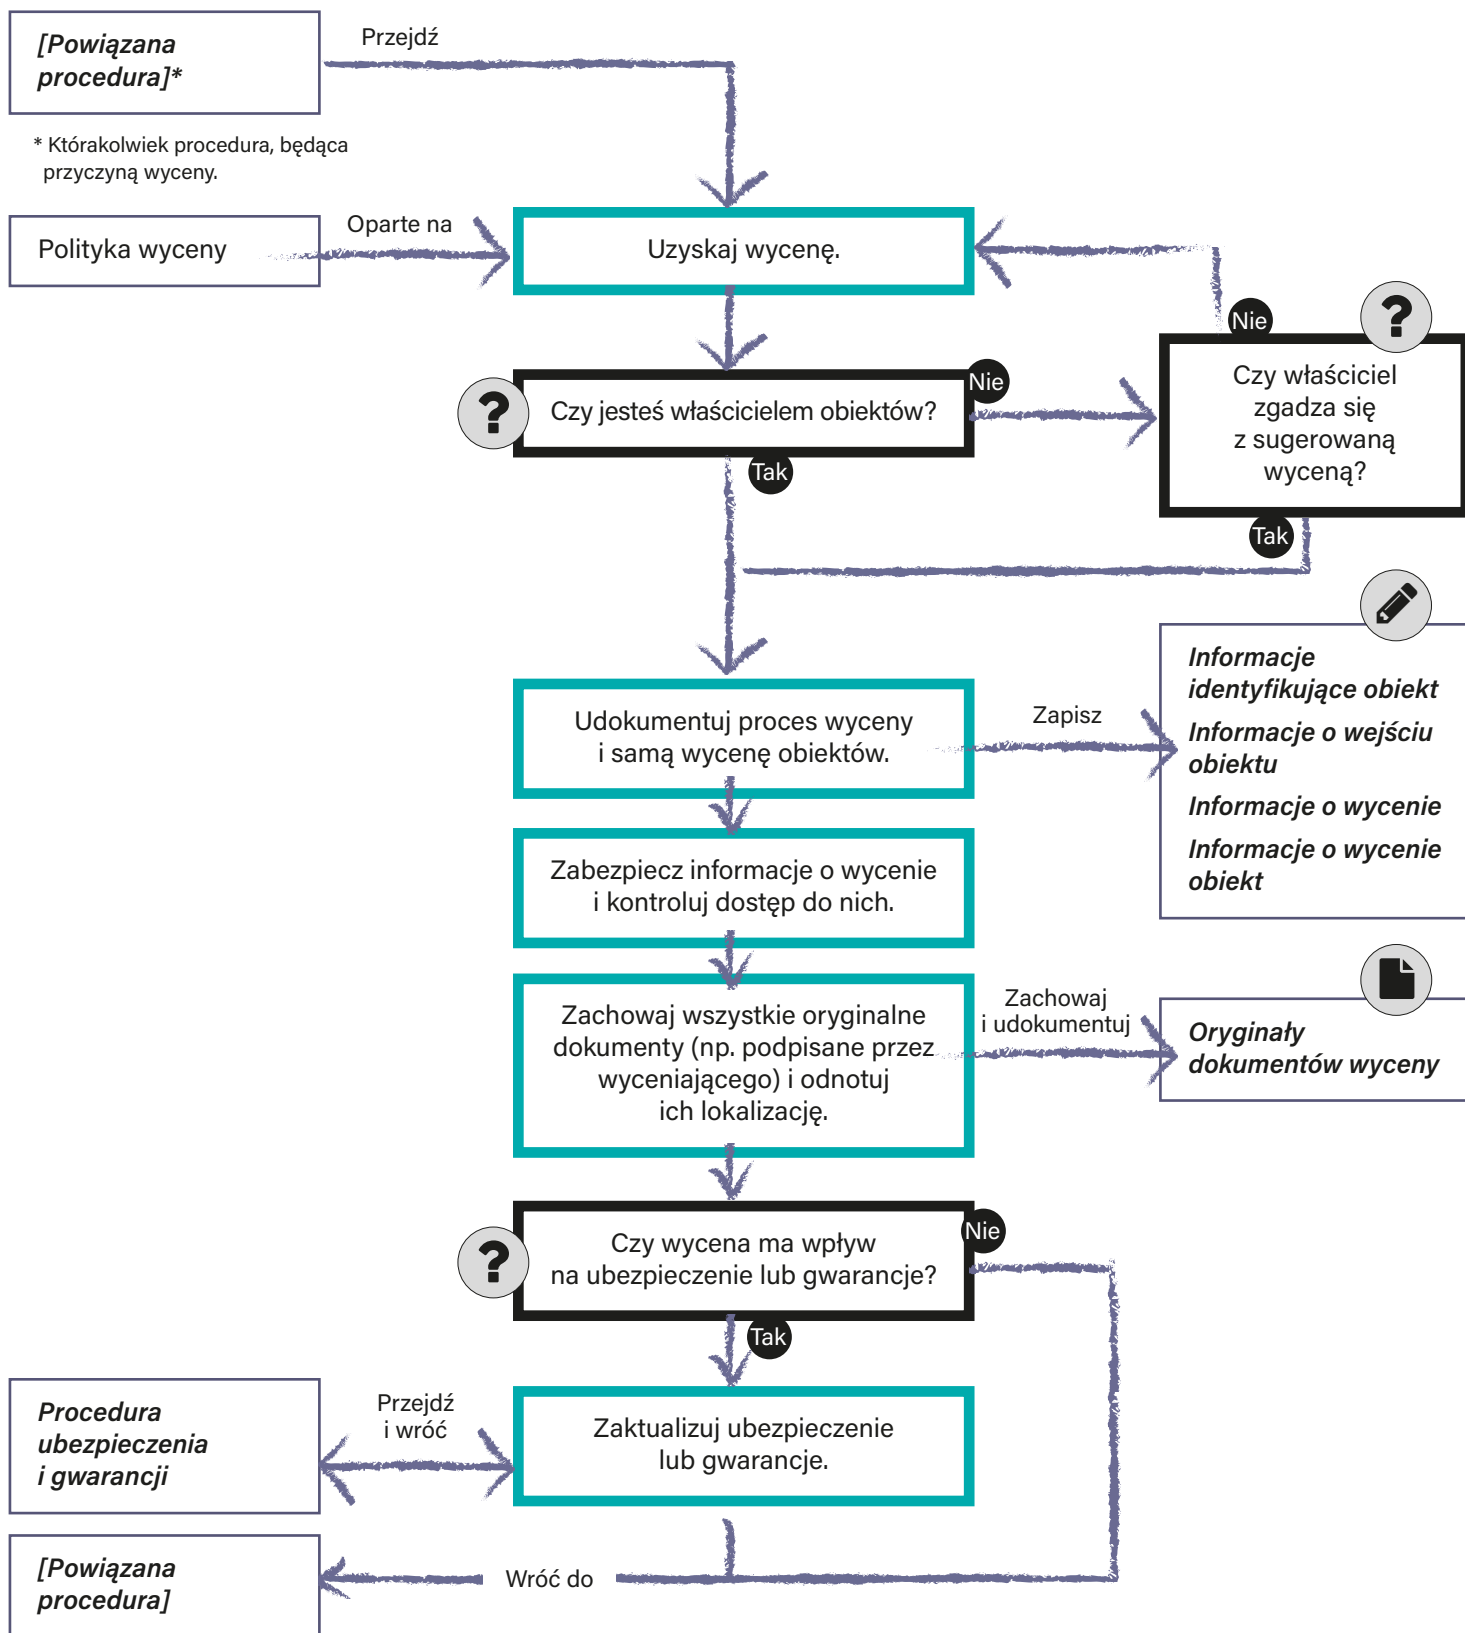 [Powiązana
procedura]*
Przejdź
* Którakolwiek procedura, będąca
przyczyną wyceny.
Polityka wyceny
Oparte na
Uzyskaj wycenę.
Nie
Czy jesteś właścicielem obiektów?
Nie
Czy właściciel
zgadza się
z sugerowaną
wyceną?
Tak
Tak
Udokumentuj proces wyceny
i samą wycenę obiektów.
Zapisz
Informacje
identyfikujące obiekt
Informacje o wejściu
obiektu
Informacje o wycenie
Informacje o wycenie
obiekt
Zabezpiecz informacje o wycenie
i kontroluj dostęp do nich.
Zachowaj wszystkie oryginalne
dokumenty (np. podpisane przez
wyceniającego) i odnotuj
ich lokalizację.
Zachowaj
i udokumentuj
Oryginały
dokumentów wyceny
Czy wycena ma wpływ
na ubezpieczenie lub gwarancje?
Nie
Tak
Procedura
ubezpieczenia
i gwarancji
Przejdź
i wróć
Zaktualizuj ubezpieczenie
lub gwarancje.
[Powiązana
procedura]
Wróć do